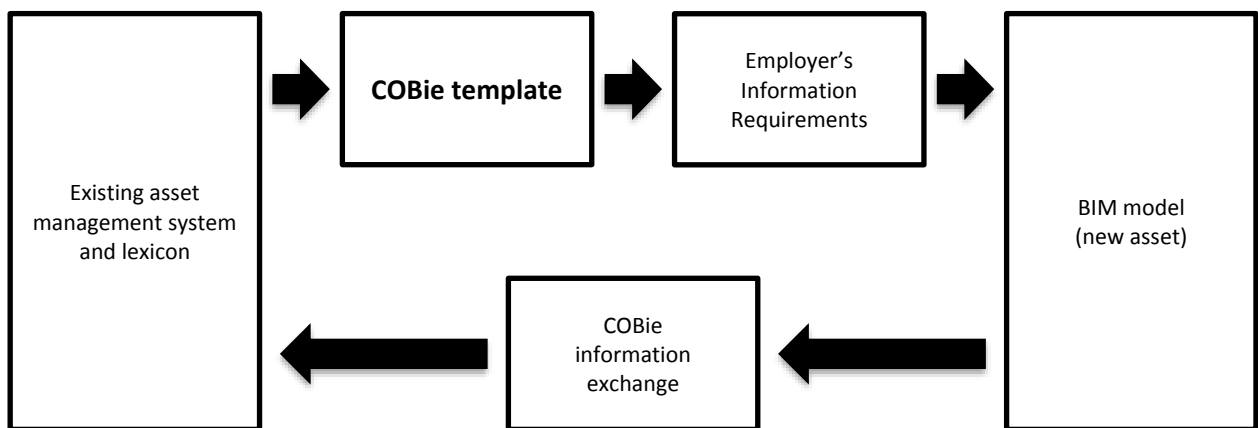 Existing asset
management system
and lexicon
COBie template
Employer’s
Information
Requirements
BIM model
(new asset)
COBie
information
exchange